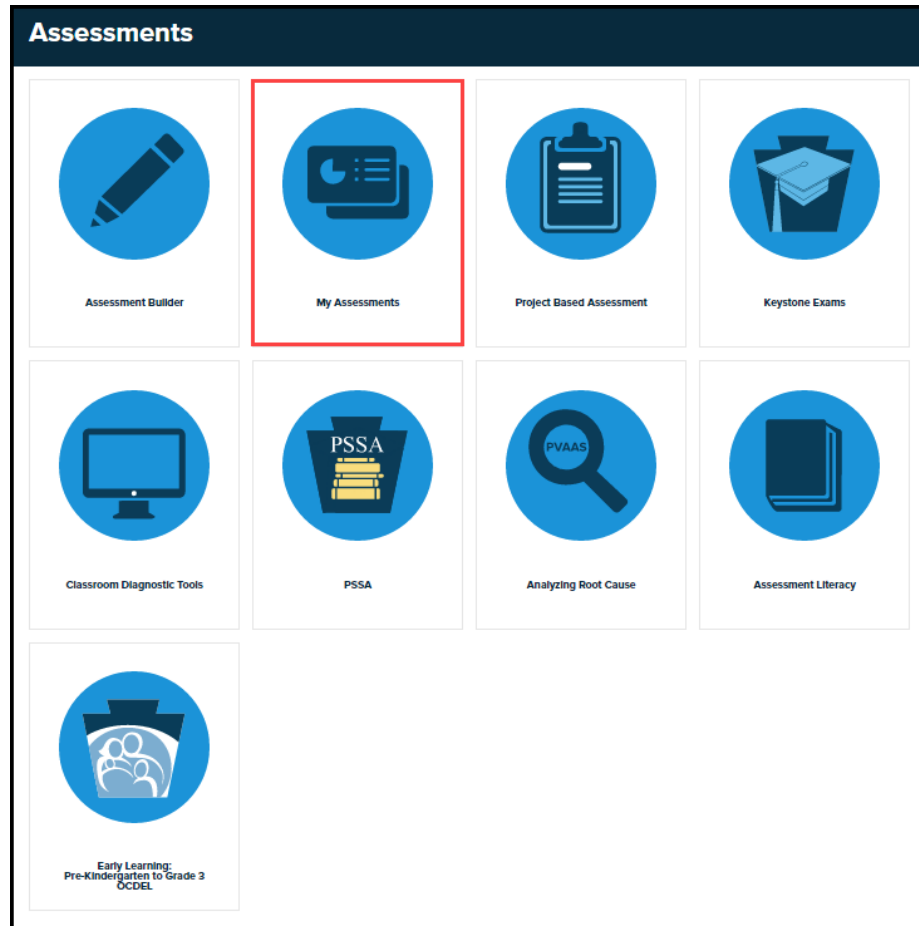 Assessments
Assessment Builder
My Assessments
Project Based Assessment
Keystone Exams
PSSA
PVAAS
Classroom Diagnostic Tools
PSSA
Analyzing Root Cause
Assessment Literacy
Early Learning:
Pre-Kindergarten to Grade 3
OCDEL